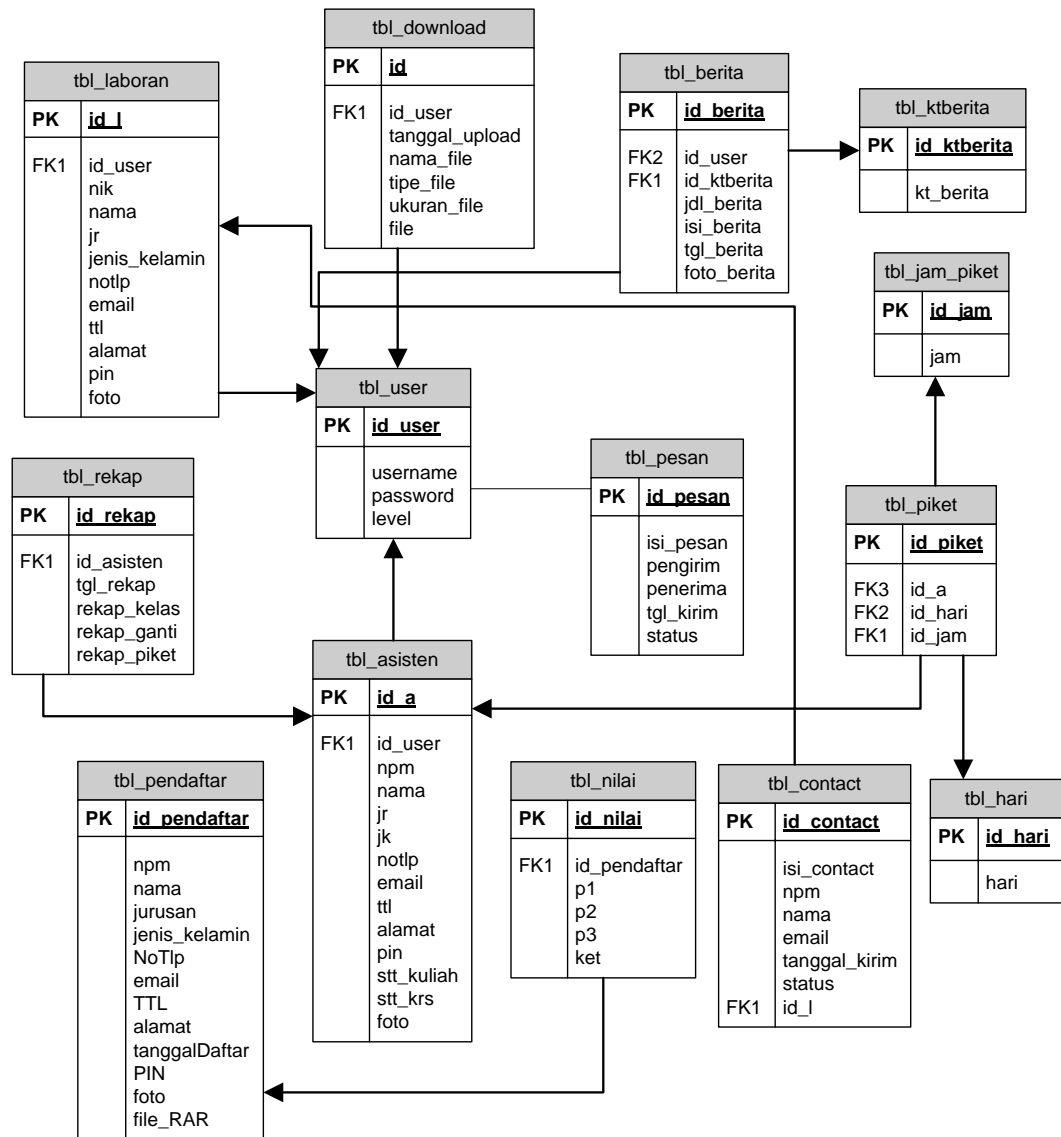 tbl_download
PK id
FK1 id_user
tanggal_upload
nama_file
tipe_file
ukuran_file
file
tbl_laboran
PK id_l
FK1 id_user
nik
nama
jr
jenis_kelamin
notlp
email
ttl
alamat
pin
foto
tbl_berita
PK id_berita
FK2 id_user
FK1 id_ktberita
jdl_berita
isi_berita
tgl_berita
foto_berita
tbl_ktberita
PK id_ktberita
kt_berita
tbl_jam_piket
PK id_jam
jam
tbl_user
PK id_user
username
password
level
tbl_pesan
PK id_pesan
isi_pesan
pengirim
penerima
tgl_kirim
status
tbl_rekap
PK id_rekap
FK1 id_asisten
tgl_rekap
rekap_kelas
rekap_ganti
rekap_piket
tbl_piket
PK id_piket
FK3 id_a
FK2 id_hari
FK1 id_jam
tbl_asisten
PK id_a
FK1 id_user
npm
nama
jr
jk
notlp
email
ttl
alamat
pin
stt_kuliah
stt_krs
foto
tbl_pendaftar
PK id_pendaftar
npm
nama
jurusan
jenis_kelamin
NoTlp
email
TTL
alamat
tanggalDaftar
PIN
foto
file_RAR
tbl_nilai
PK id_nilai
FK1 id_pendaftar
p1
p2
p3
ket
tbl_contact
PK id_contact
isi_contact
npm
nama
email
tanggal_kirim
status
FK1 id_l
tbl_hari
PK id_hari
hari